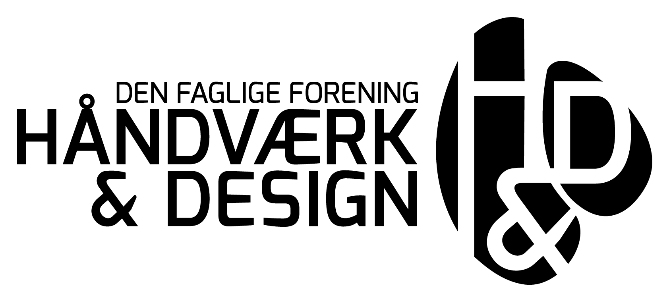 DEN FAGLIGE FORENING
HÅNDVÆRK
& DESIGN
H&D